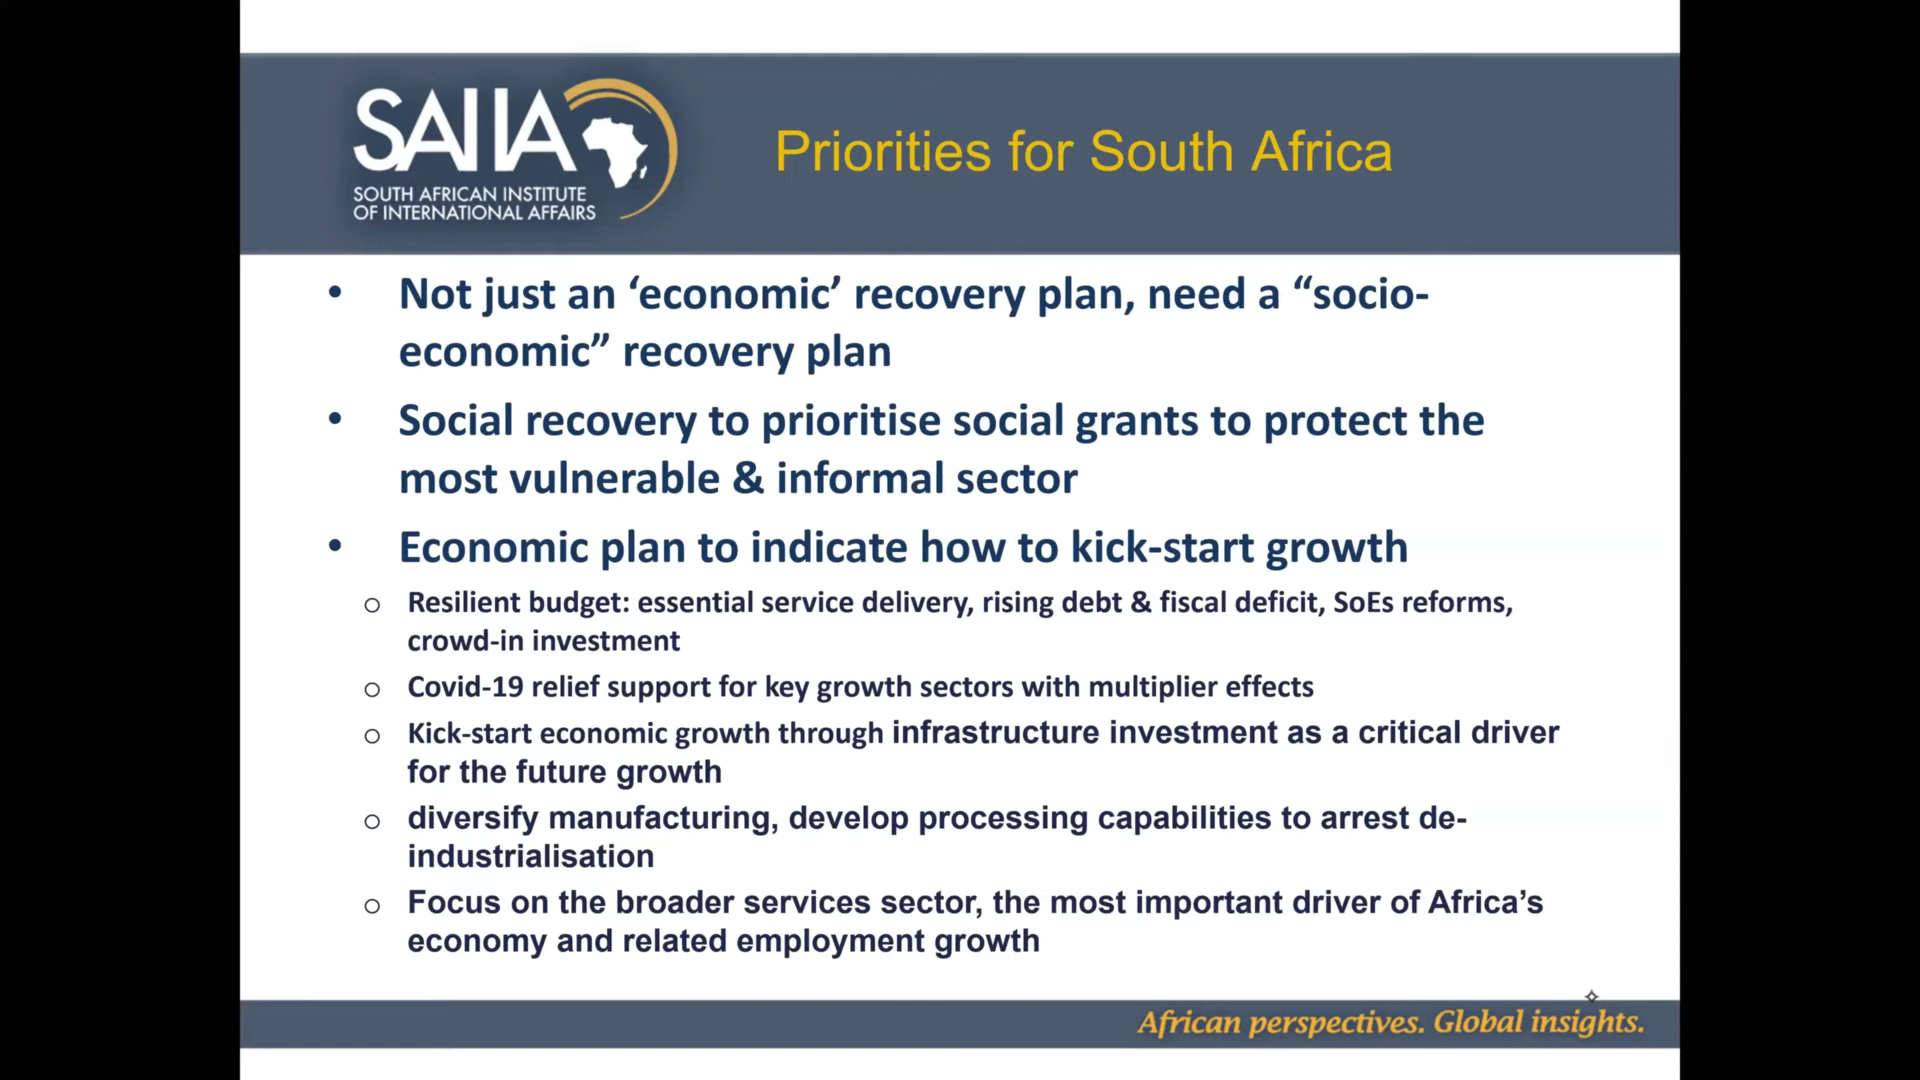 SAIIA
SOUTH AFRICAN INSTITUTE
OF INTERNATIONAL AFFAIRS
Priorities for South Africa
• Not just an ‘economic’ recovery plan, need a “socio-
economic” recovery plan
• Social recovery to prioritise social grants to protect the
most vulnerable & informal sector
• Economic plan to indicate how to kick-start growth
o Resilient budget: essential service delivery, rising debt & fiscal deficit, SoEs reforms,
crowd-in investment
o Covid-19 relief support for key growth sectors with multiplier effects
o Kick-start economic growth through infrastructure investment as a critical driver
for the future growth
o diversify manufacturing, develop processing capabilities to arrest de-
industrialisation
o Focus on the broader services sector, the most important driver of Africa’s
economy and related employment growth
African perspectives. Global insights.